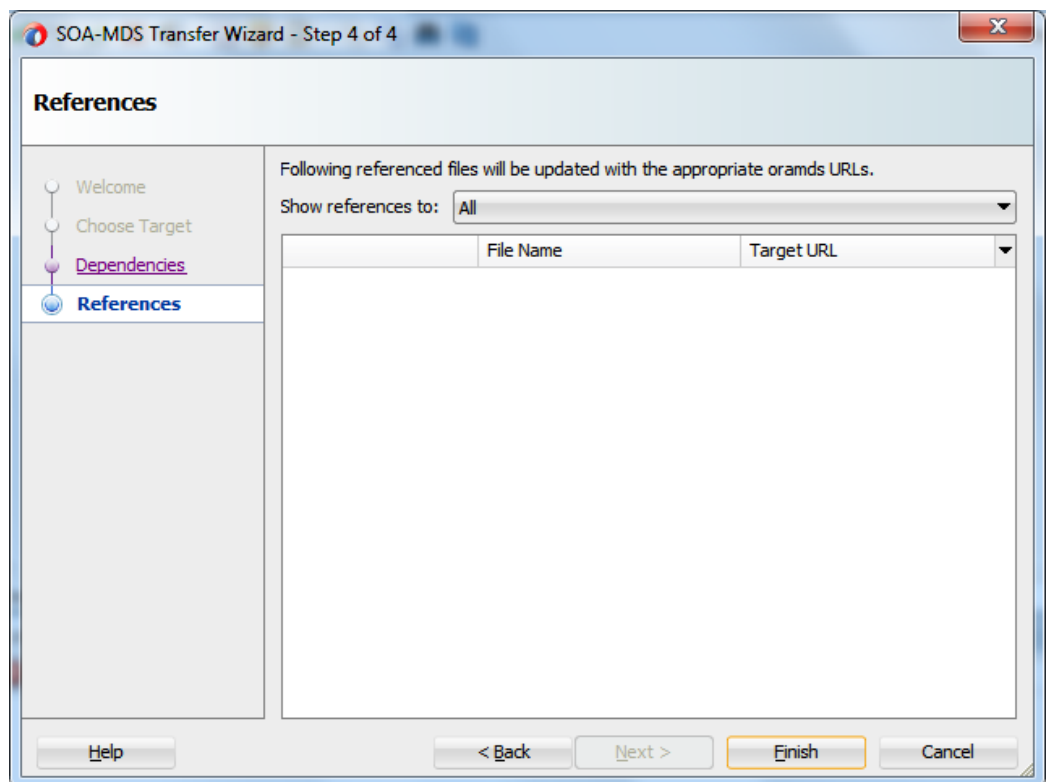 SOA-MDS Transfer Wizard - Step 4 of 4
References
Welcome
Choose Target
Dependencies
References
Following referenced files will be updated with the appropriate oramds URLs.
Show references to: All
File Name Target URL
Help < Back Next > Finish Cancel